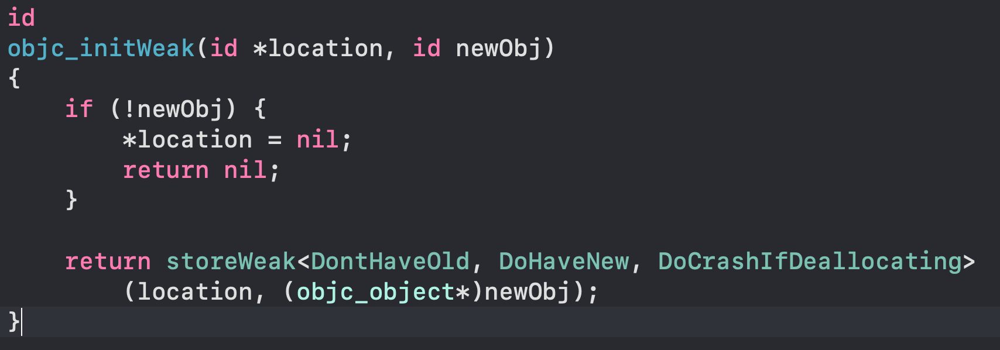 id
objc_initWeak(id *location, id newObj)
{
    if (!newObj) {
        *location = nil;
        return nil;
    }

    return storeWeak<DontHaveOld, DoHaveNew, DoCrashIfDeallocating>
        (location, (objc_object*)newObj);
}